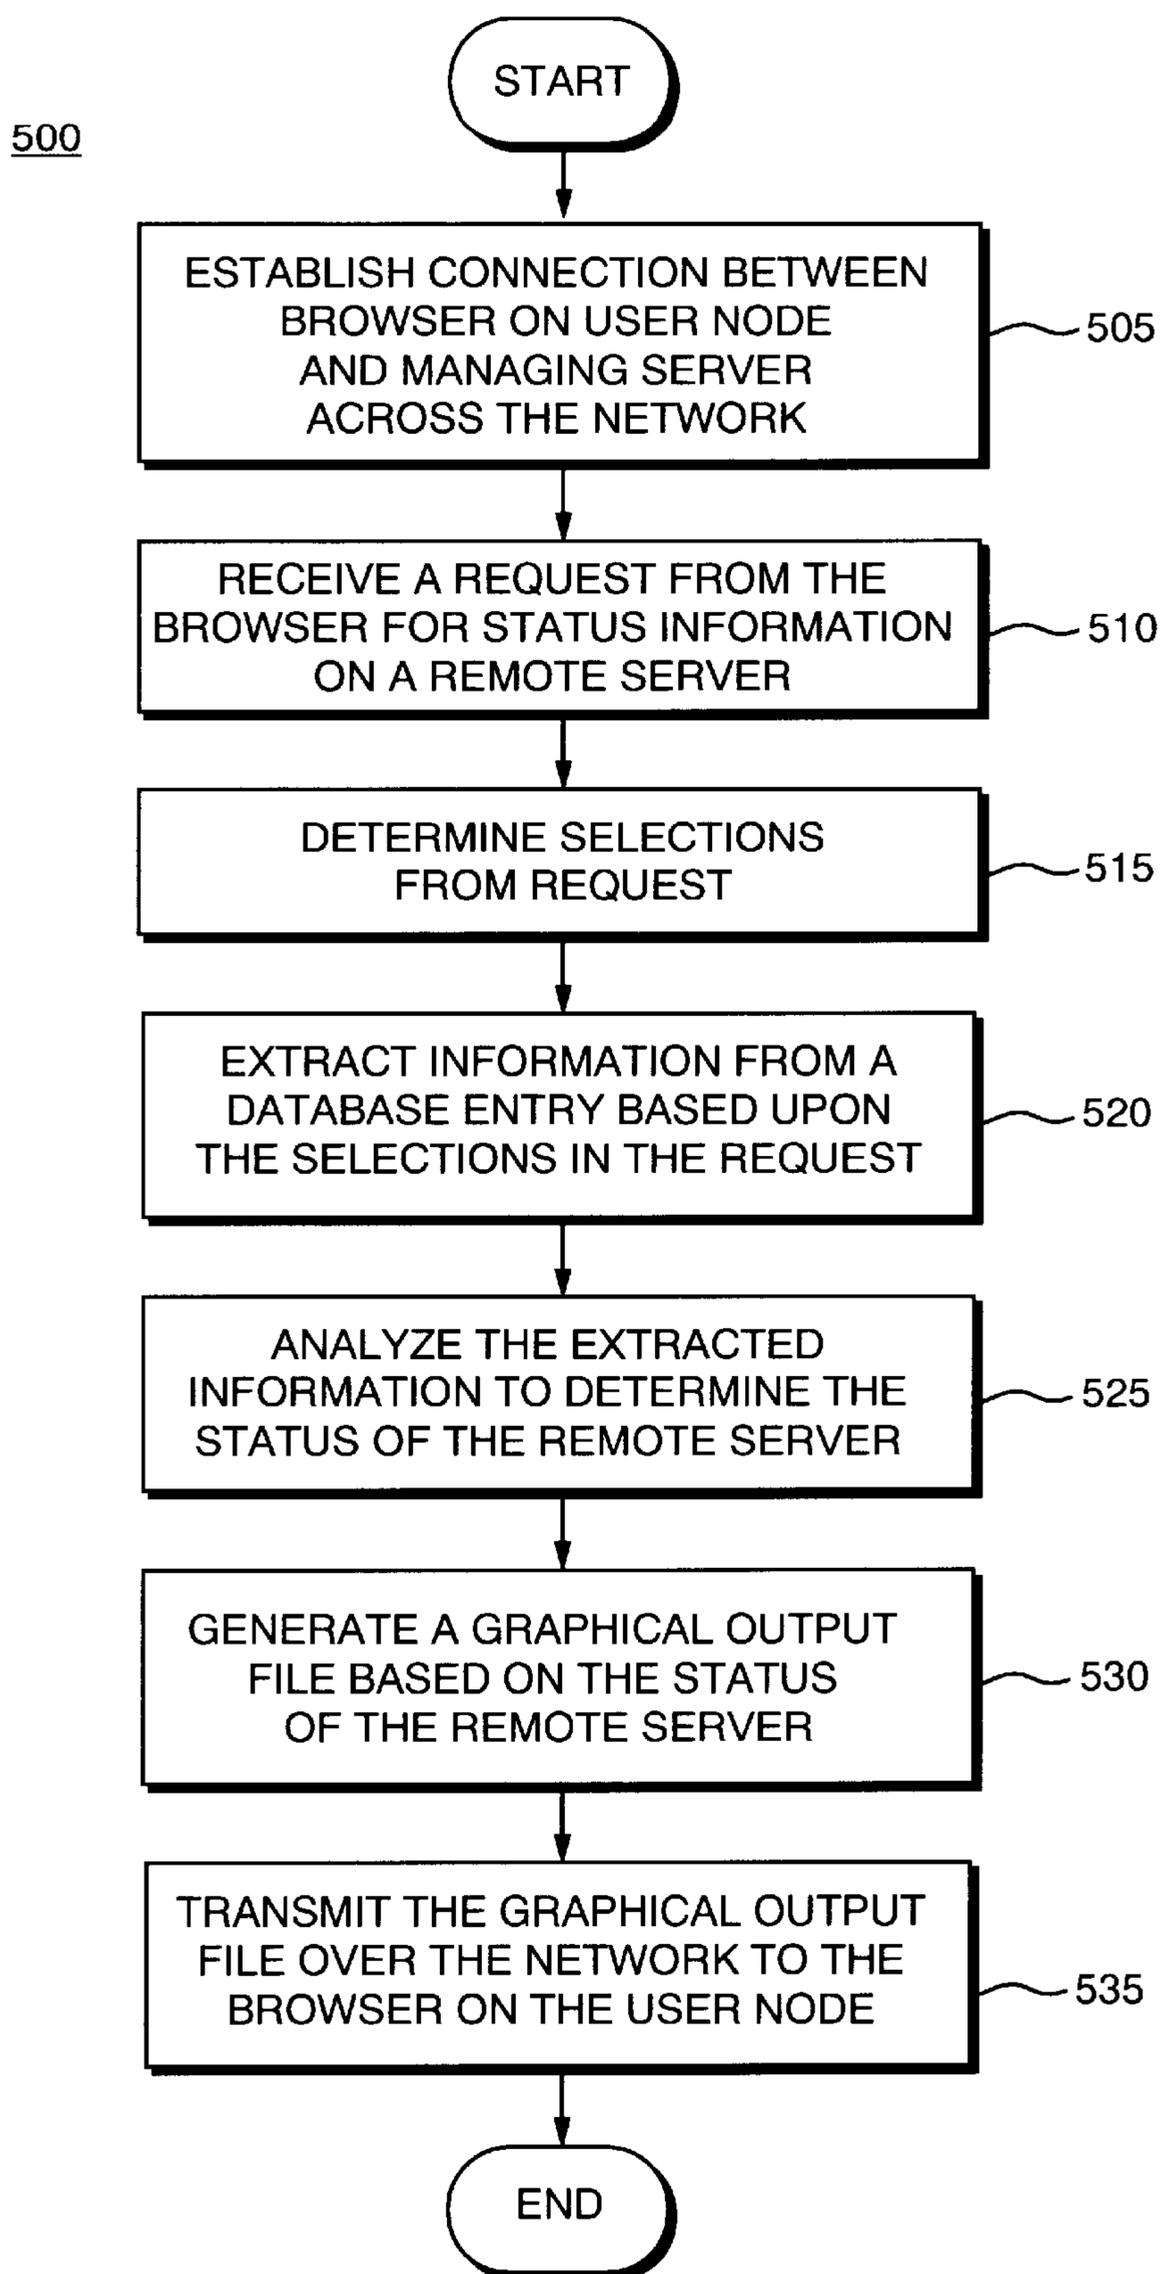 START
500
ESTABLISH CONNECTION BETWEEN
BROWSER ON USER NODE
AND MANAGING SERVER
ACROSS THE NETWORK
505
RECEIVE A REQUEST FROM THE
BROWSER FOR STATUS INFORMATION
ON A REMOTE SERVER
510
DETERMINE SELECTIONS
FROM REQUEST
515
EXTRACT INFORMATION FROM A
DATABASE ENTRY BASED UPON
THE SELECTIONS IN THE REQUEST
520
ANALYZE THE EXTRACTED
INFORMATION TO DETERMINE THE
STATUS OF THE REMOTE SERVER
525
GENERATE A GRAPHICAL OUTPUT
FILE BASED ON THE STATUS
OF THE REMOTE SERVER
530
TRANSMIT THE GRAPHICAL OUTPUT
FILE OVER THE NETWORK TO THE
BROWSER ON THE USER NODE
535
END